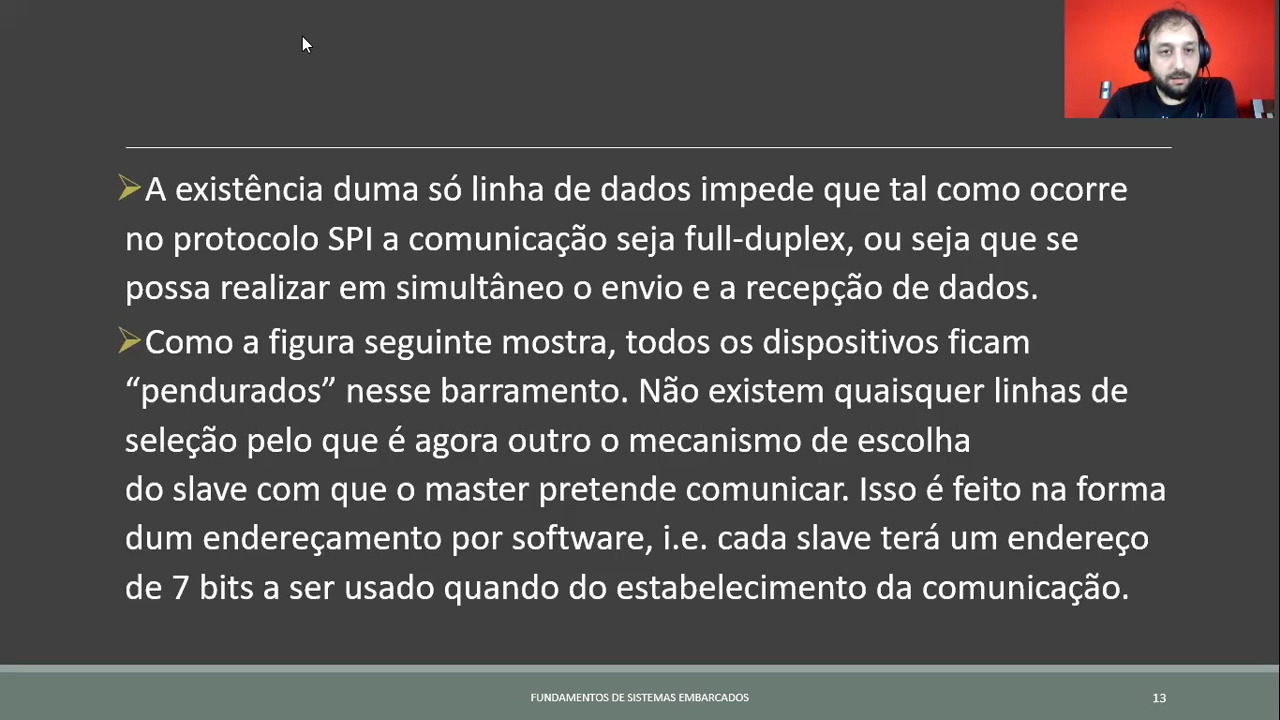 A existência duma só linha de dados impede que tal como ocorre
no protocolo SPI a comunicação seja full-duplex, ou seja que se
possa realizar em simultâneo o envio e a recepção de dados.
Como a figura seguinte mostra, todos os dispositivos ficam
“pendurados” nesse barramento. Não existem quaisquer linhas de
seleção pelo que é agora outro o mecanismo de escolha
do slave com que o master pretende comunicar. Isso é feito na forma
dum endereçamento por software, i.e. cada slave terá um endereço
de 7 bits a ser usado quando do estabelecimento da comunicação.
FUNDAMENTOS DE SISTEMAS EMBARCADOS
13